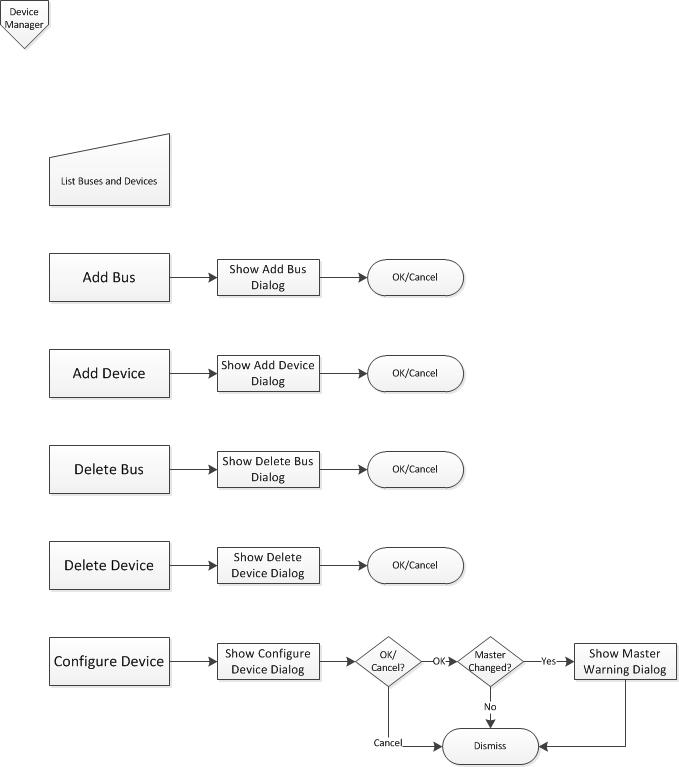 Device
Manager
List Buses and Devices
Add Bus
Show Add Bus
Dialog
OK/Cancel
Add Device
Show Add Device
Dialog
OK/Cancel
Delete Bus
Show Delete Bus
Dialog
OK/Cancel
Delete Device
Show Delete
Device Dialog
OK/Cancel
Configure Device
Show Configure
Device Dialog
OK/
Cancel?
OK
Master
Changed?
Yes
Show Master
Warning Dialog
No
Cancel
Dismiss